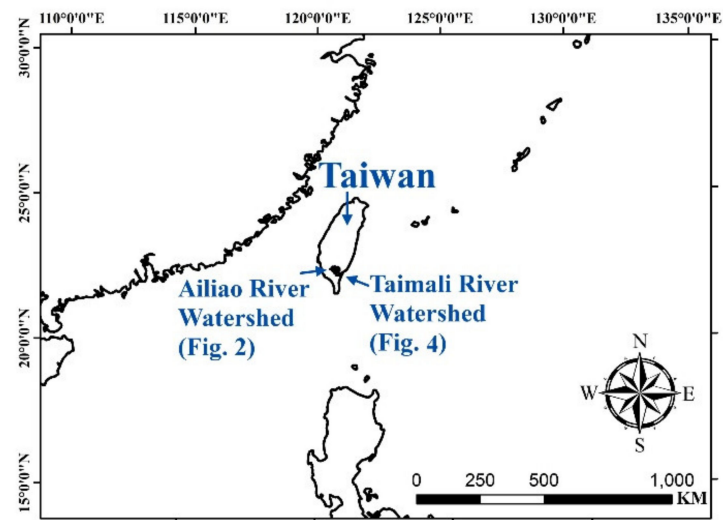 110°0'0"E 115°0'0"E 120°0'0"E 125°0'0"E 130°0'0"E 135°0'0"E
30°0'0"N
25°0'0"N
20°0'0"N
15°0'0"N
Taiwan
Ailiao River
Watershed
(Fig. 2)
Taimali River
Watershed
(Fig. 4)
N
W E
S
0 250 500 1,000
KM